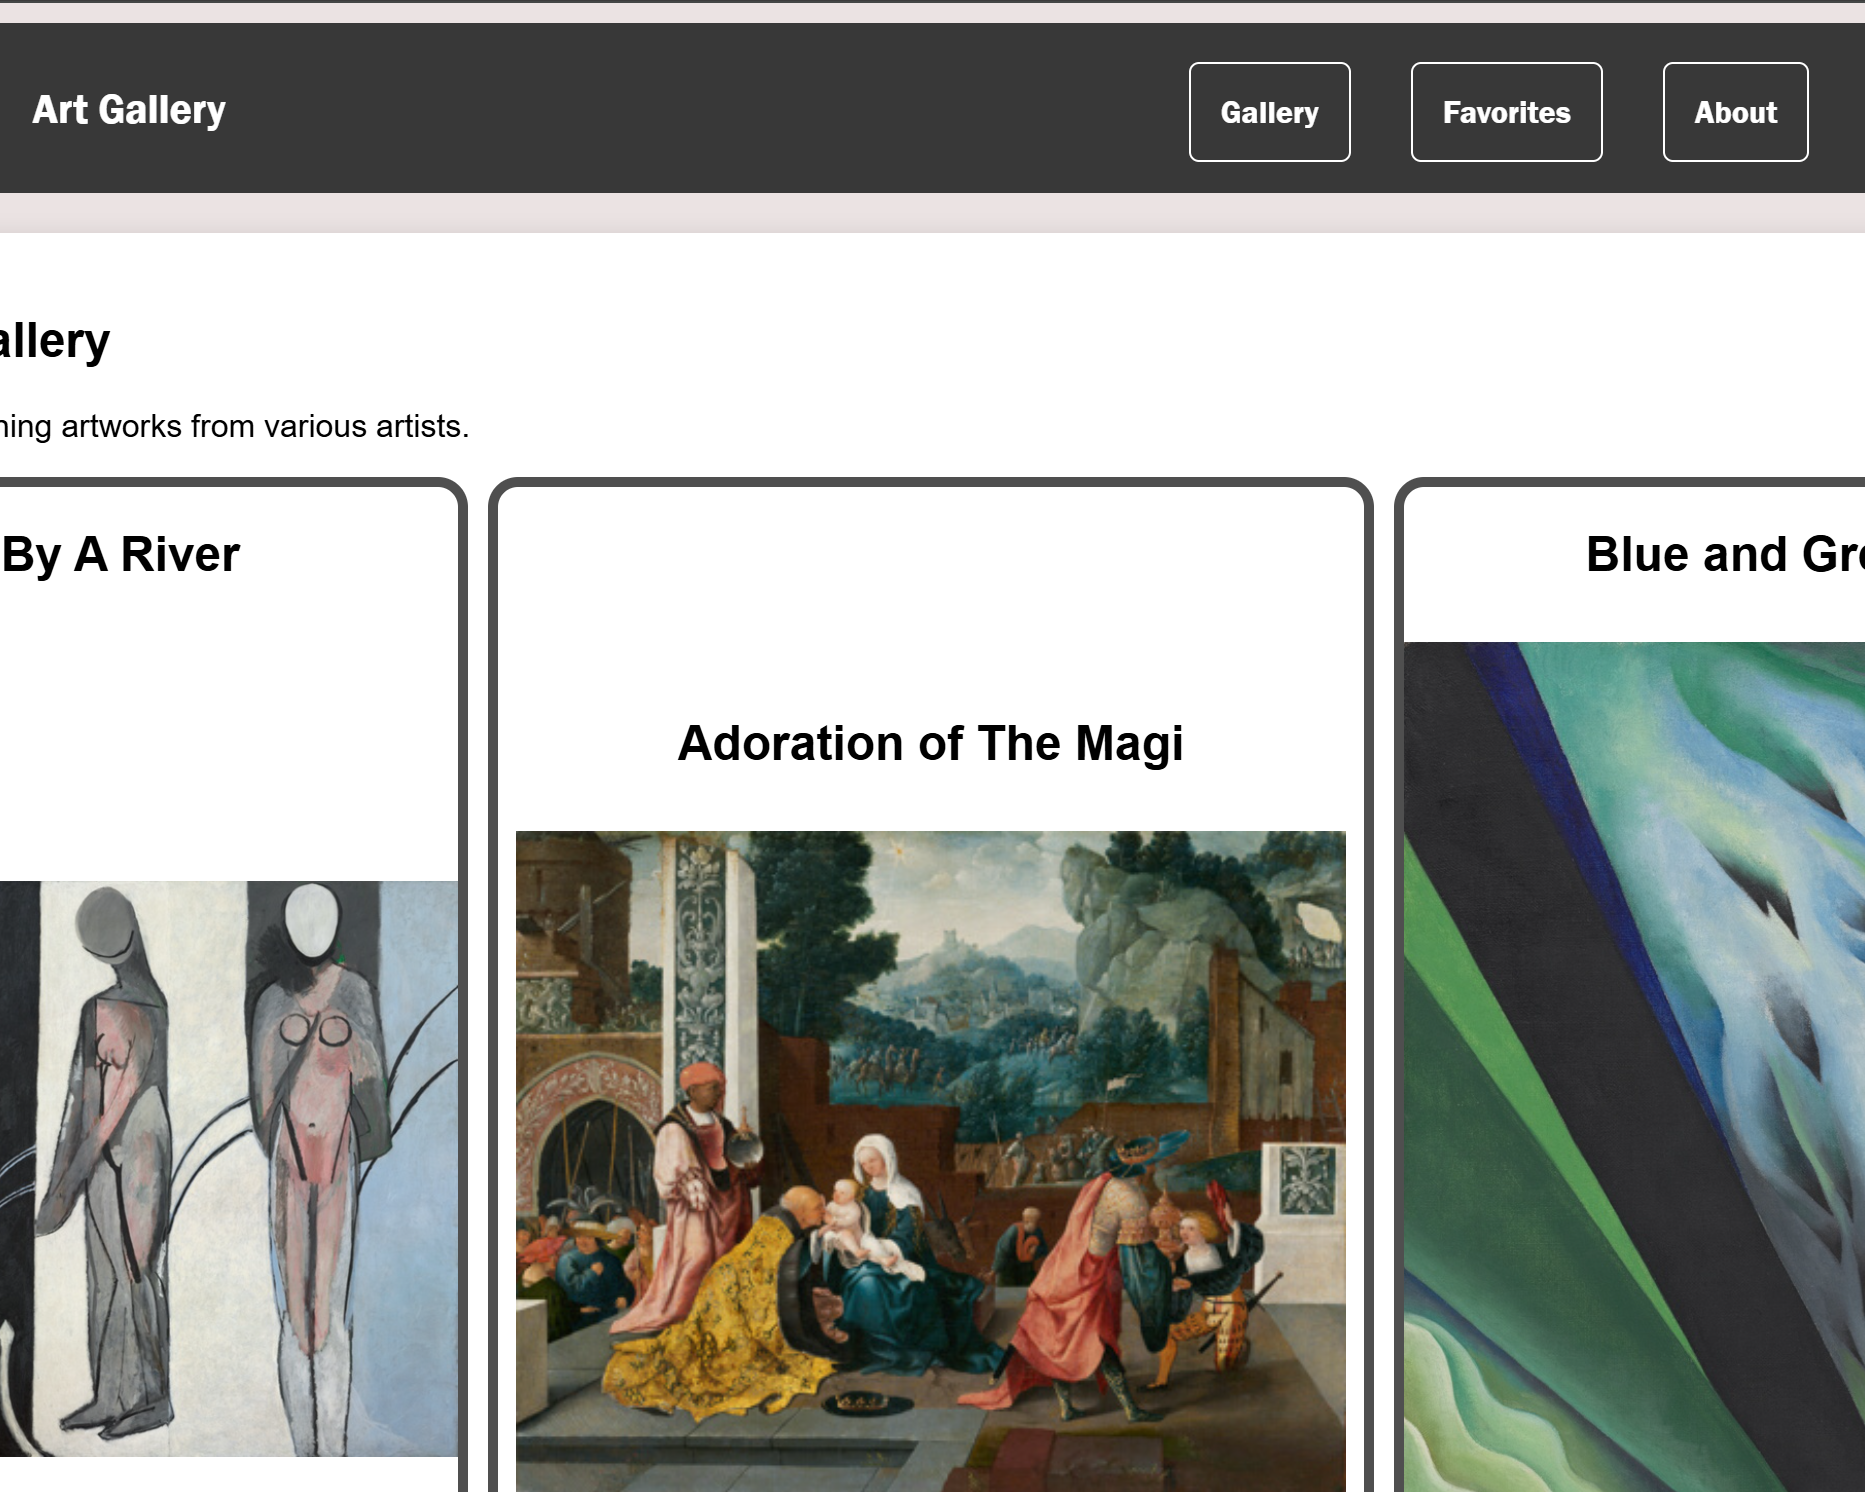 Art Gallery
Gallery
Favorites
About
allery
ning artworks from various artists.
By A River
Adoration of The Magi
Blue and Gre